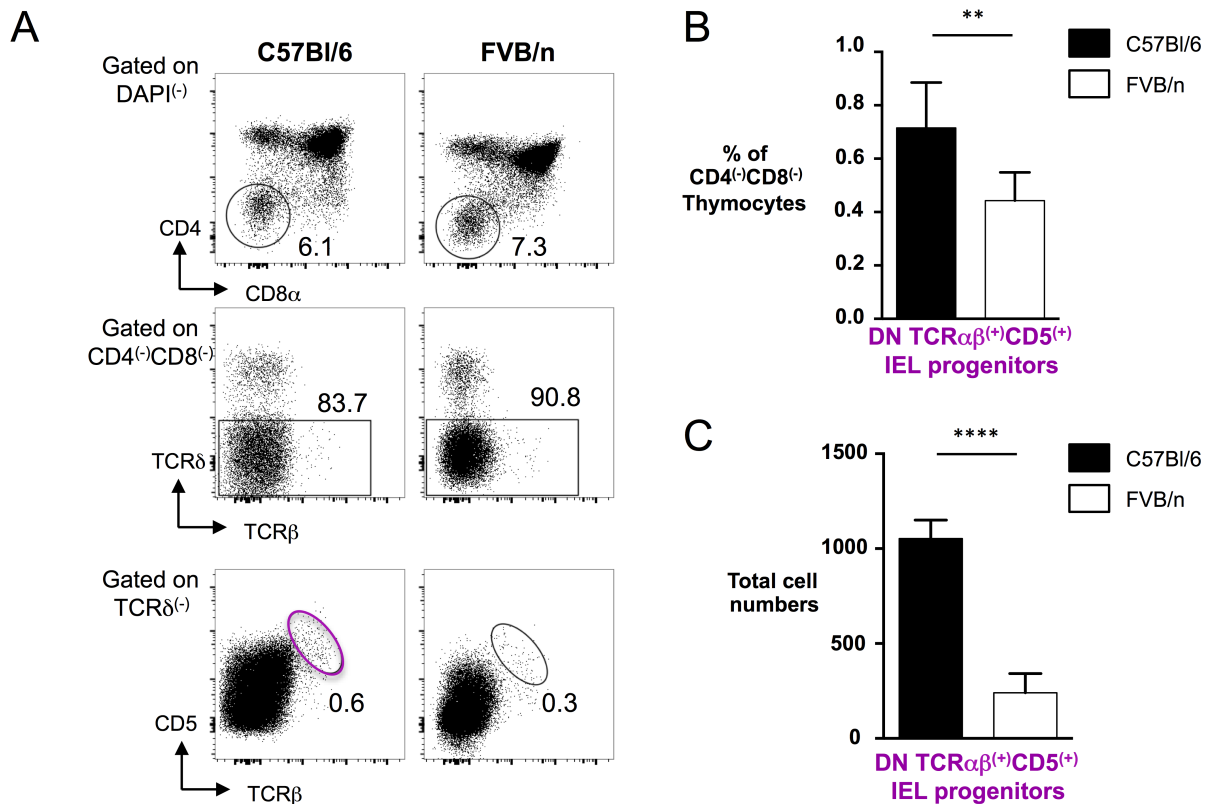 A
C57Bl/6
FVB/n
Gated on
DAPI(-)
CD4
CD8α
6.1
7.3
Gated on
CD4(-)CD8(-)
TCRδ
TCRβ
83.7
90.8
Gated on
TCRδ(-)
CD5
TCRβ
0.6
0.3
B
**
C57Bl/6
FVB/n
% of
CD4(-)CD8(-)
Thymocytes
1.0
0.8
0.6
0.4
0.2
0.0
DN TCRαβ(+)CD5(+)
IEL progenitors
C
****
C57Bl/6
FVB/n
Total cell
numbers
1500
1000
500
0
DN TCRαβ(+)CD5(+)
IEL progenitors